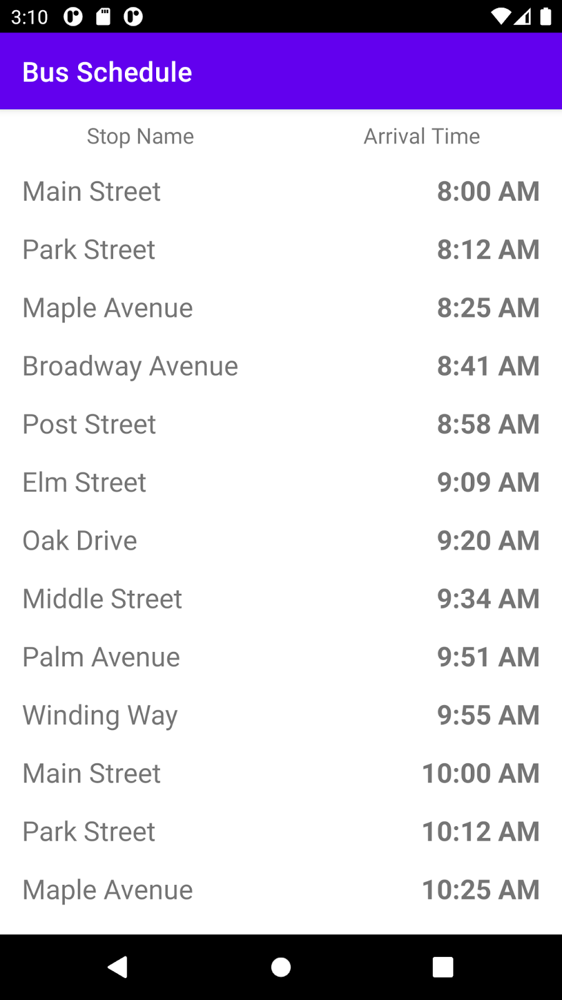 3:10
Bus Schedule
Stop Name Arrival Time
Main Street 8:00 AM
Park Street 8:12 AM
Maple Avenue 8:25 AM
Broadway Avenue 8:41 AM
Post Street 8:58 AM
Elm Street 9:09 AM
Oak Drive 9:20 AM
Middle Street 9:34 AM
Palm Avenue 9:51 AM
Winding Way 9:55 AM
Main Street 10:00 AM
Park Street 10:12 AM
Maple Avenue 10:25 AM